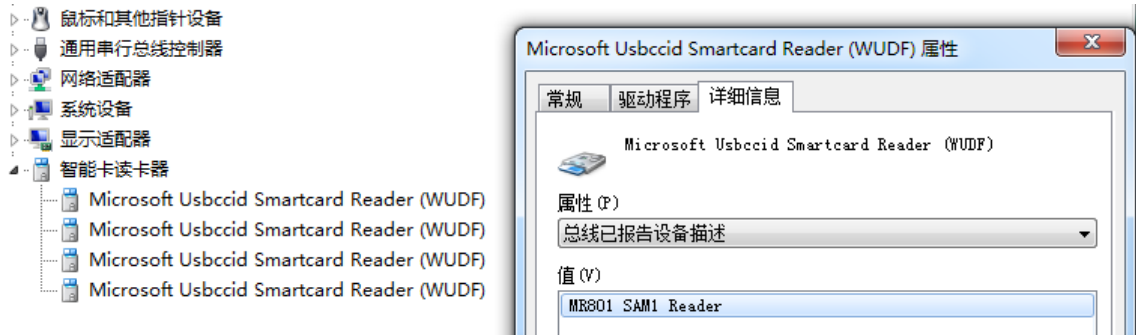 鼠标和其他指针设备
通用串行总线控制器
网络适配器
系统设备
显示适配器
智能卡读卡器
Microsoft Usbccid Smartcard Reader (WUDF)
Microsoft Usbccid Smartcard Reader (WUDF)
Microsoft Usbccid Smartcard Reader (WUDF)
Microsoft Usbccid Smartcard Reader (WUDF)
Microsoft Usbccid Smartcard Reader (WUDF) 属性
常规 驱动程序 详细信息
Microsoft Usbccid Smartcard Reader (WUDF)
属性(P)
总线已报告设备描述
值(V)
MR801 SAM1 Reader